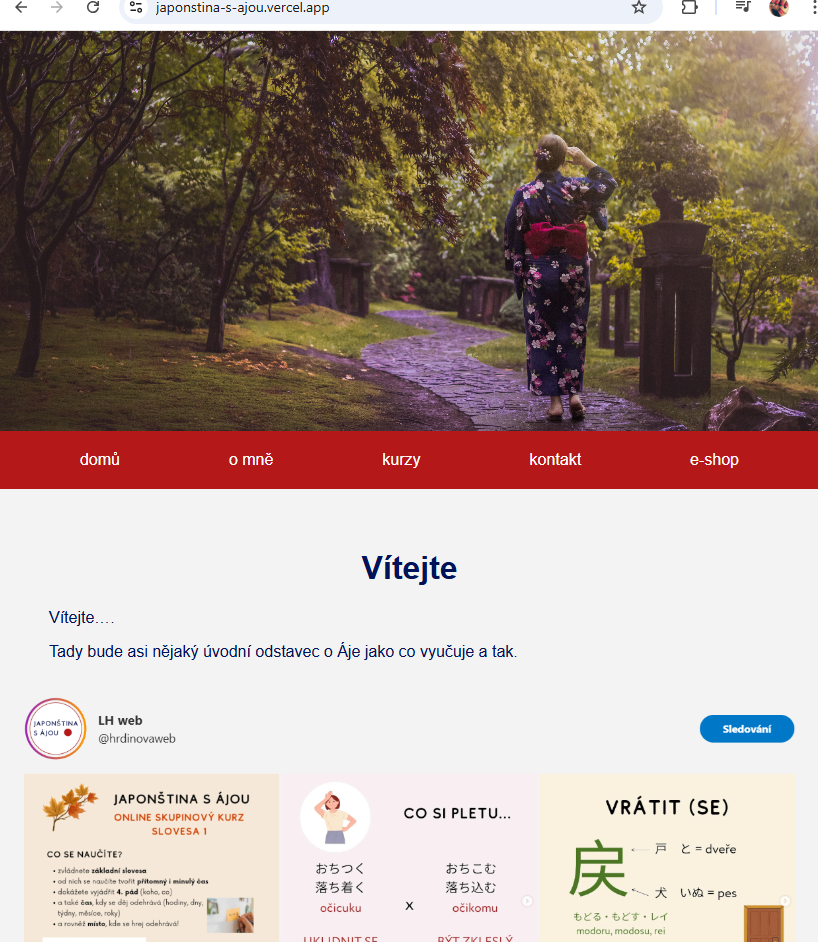 japonstina-s-ajou.vercel.app
domů
o mně
kurzy
kontakt
e-shop
Vítejte
Vítejte….
Tady bude asi nějaký úvodní odstavec o Áje jako co vyučuje a tak.
JAPONŠTINA
S ÁJOU
LH web
@hrdinovaweb
Sledování
JAPONŠTINA S ÁJOU
ONLINE SKUPINOVÝ KURZ
SLOVESA 1
CO SE NAUČÍTE?
• zvládnete základní slovesa
• od nich se naučíte tvořit přítomný i minulý čas
• dokážete vyjádřit 4. pád (koho, co)
• a také čas, kdy se děj odehrává (hodiny, dny,
týdny, měsíce, roky)
• a rovněž místo, kde se hrej odehrává!
CO SI PLETU...
おちつく
落ち着く
očicuku
x
おちこむ
落ち込む
očikomu
UKLIDNIT SE
BÝT ZKLESLÝ
VRÁTIT (SE)
戻
戸 と = dveře
犬 いぬ = pes
もどる・もどす・レイ
modoru, modosu, rei